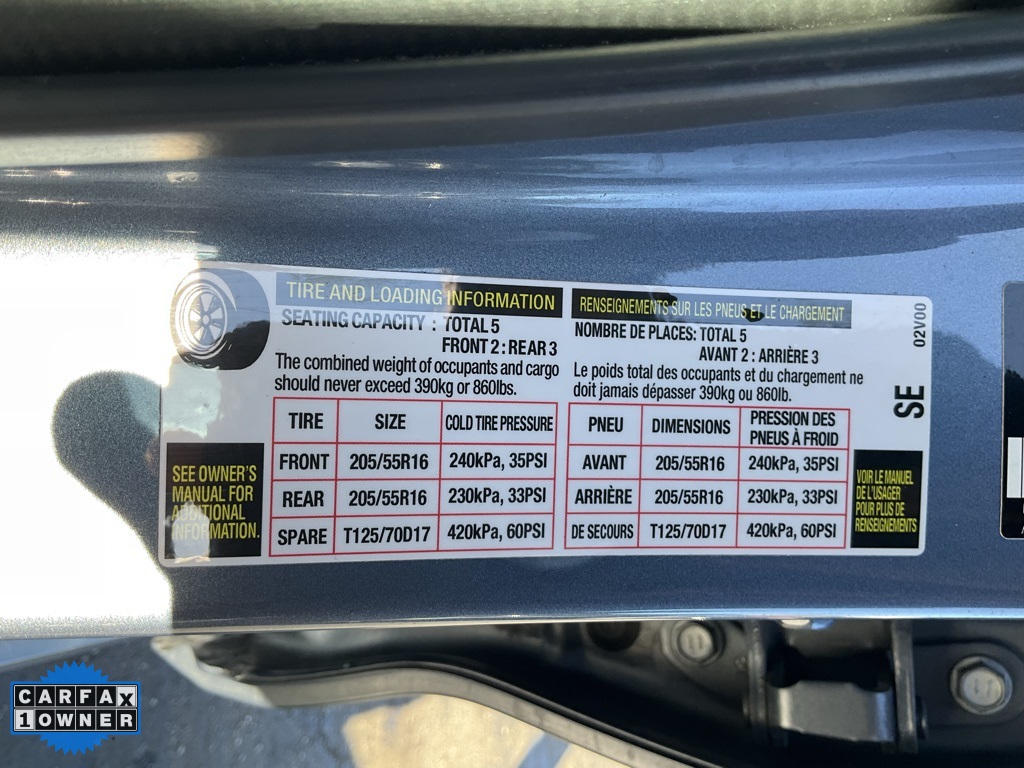 TIRE AND LOADING INFORMATION
SEATING CAPACITY : TOTAL 5
FRONT 2 : REAR 3
The combined weight of occupants and cargo
should never exceed 390kg or 860lbs.
TIRE SIZE COLD TIRE PRESSURE
FRONT 205/55R16 240kPa, 35PSI
REAR 205/55R16 230kPa, 33PSI
SPARE T125/70D17 420kPa, 60PSI
SEE OWNER'S
MANUAL FOR
ADDITIONAL
INFORMATION.
RENSEIGNEMENTS SUR LES PNEUS ET LE CHARGEMENT
NOMBRE DE PLACES: TOTAL 5
AVANT 2 : ARRIÈRE 3
Le poids total des occupants et du chargement ne
doit jamais dépasser 390kg ou 860lb.
PNEU DIMENSIONS PRESSION DES
PNEUS À FROID
AVANT 205/55R16 240kPa, 35PSI
ARRIÈRE 205/55R16 230kPa, 33PSI
DE SECOURS T125/70D17 420kPa, 60PSI
VOIR LE MANUEL
DE L'USAGER
POUR PLUS DE
RENSEIGNEMENTS
02V00
SE
CARFAX
1 OWNER